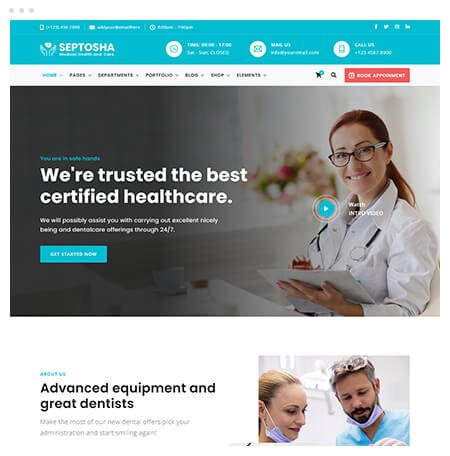 (+123) 456 7899
8:00am - 7:00pm
SEPTOSHA
Medical, Health and Care
TIME: 09:00 - 17:00
Sat - Sun: CLOSED
MAIL US
info@yourmail.com
CALL US
+123 4567 8900
HOME
PAGES
DEPARTMENTS
PORTFOLIO
BLOG
SHOP
ELEMENTS
BOOK APPOINMENT
You are in safe hands
We're trusted the best
certified healthcare.
We will possibly assist you with carrying out excellent nicely
being and dentalcare offerings through 24/7.
GET STARTED NOW
Watch
INTRO VIDEO
ABOUT US
Advanced equipment and
great dentists
Make the most of our new dental offers pick your
administration and start smiling again!